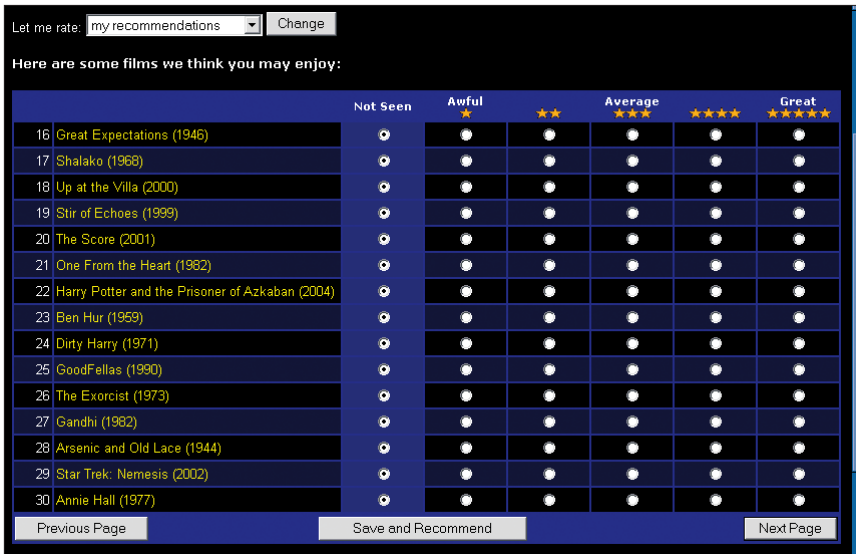 Let me rate: my recommendations Change
Here are some films we think you may enjoy:
Not Seen Awful Average Great
16 Great Expectations (1946)
17 Shalako (1968)
18 Up at the Villa (2000)
19 Stir of Echoes (1999)
20 The Score (2001)
21 One From the Heart (1982)
22 Harry Potter and the Prisoner of Azkaban (2004)
23 Ben Hur (1959)
24 Dirty Harry (1971)
25 GoodFellas (1990)
26 The Exorcist (1973)
27 Gandhi (1982)
28 Arsenic and Old Lace (1944)
29 Star Trek: Nemesis (2002)
30 Annie Hall (1977)
Previous Page Save and Recommend Next Page